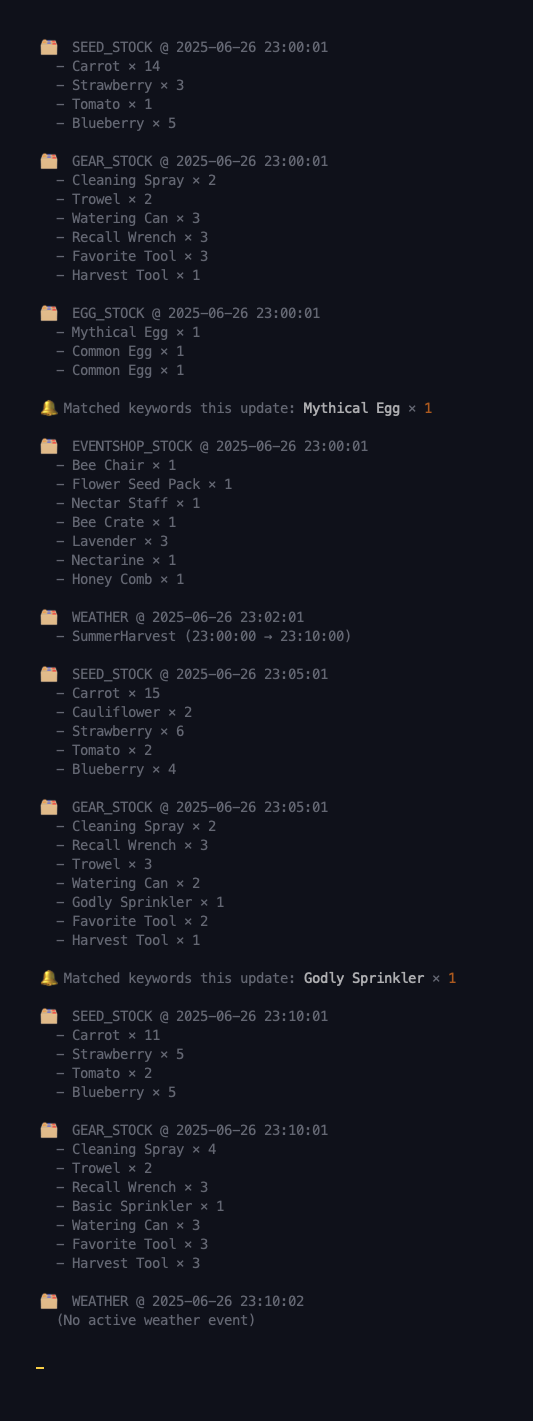 SEED_STOCK @ 2025-06-26 23:00:01
– Carrot × 14
– Strawberry × 3
– Tomato × 1
– Blueberry × 5
GEAR_STOCK @ 2025-06-26 23:00:01
– Cleaning Spray × 2
– Trowel × 2
– Watering Can × 3
– Recall Wrench × 3
– Favorite Tool × 3
– Harvest Tool × 1
EGG_STOCK @ 2025-06-26 23:00:01
– Mythical Egg × 1
– Common Egg × 1
– Common Egg × 1
🔔 Matched keywords this update: Mythical Egg × 1
EVENTSHOP_STOCK @ 2025-06-26 23:00:01
– Bee Chair × 1
– Flower Seed Pack × 1
– Nectar Staff × 1
– Bee Crate × 1
– Lavender × 3
– Nectarine × 1
– Honey Comb × 1
WEATHER @ 2025-06-26 23:02:01
– SummerHarvest (23:00:00 → 23:10:00)
SEED_STOCK @ 2025-06-26 23:05:01
– Carrot × 15
– Cauliflower × 2
– Strawberry × 6
– Tomato × 2
– Blueberry × 4
GEAR_STOCK @ 2025-06-26 23:05:01
– Cleaning Spray × 2
– Recall Wrench × 3
– Trowel × 3
– Watering Can × 2
– Godly Sprinkler × 1
– Favorite Tool × 2
– Harvest Tool × 1
🔔 Matched keywords this update: Godly Sprinkler × 1
SEED_STOCK @ 2025-06-26 23:10:01
– Carrot × 11
– Strawberry × 5
– Tomato × 2
– Blueberry × 5
GEAR_STOCK @ 2025-06-26 23:10:01
– Cleaning Spray × 4
– Trowel × 2
– Recall Wrench × 3
– Basic Sprinkler × 1
– Watering Can × 3
– Favorite Tool × 3
– Harvest Tool × 3
WEATHER @ 2025-06-26 23:10:02
(No active weather event)